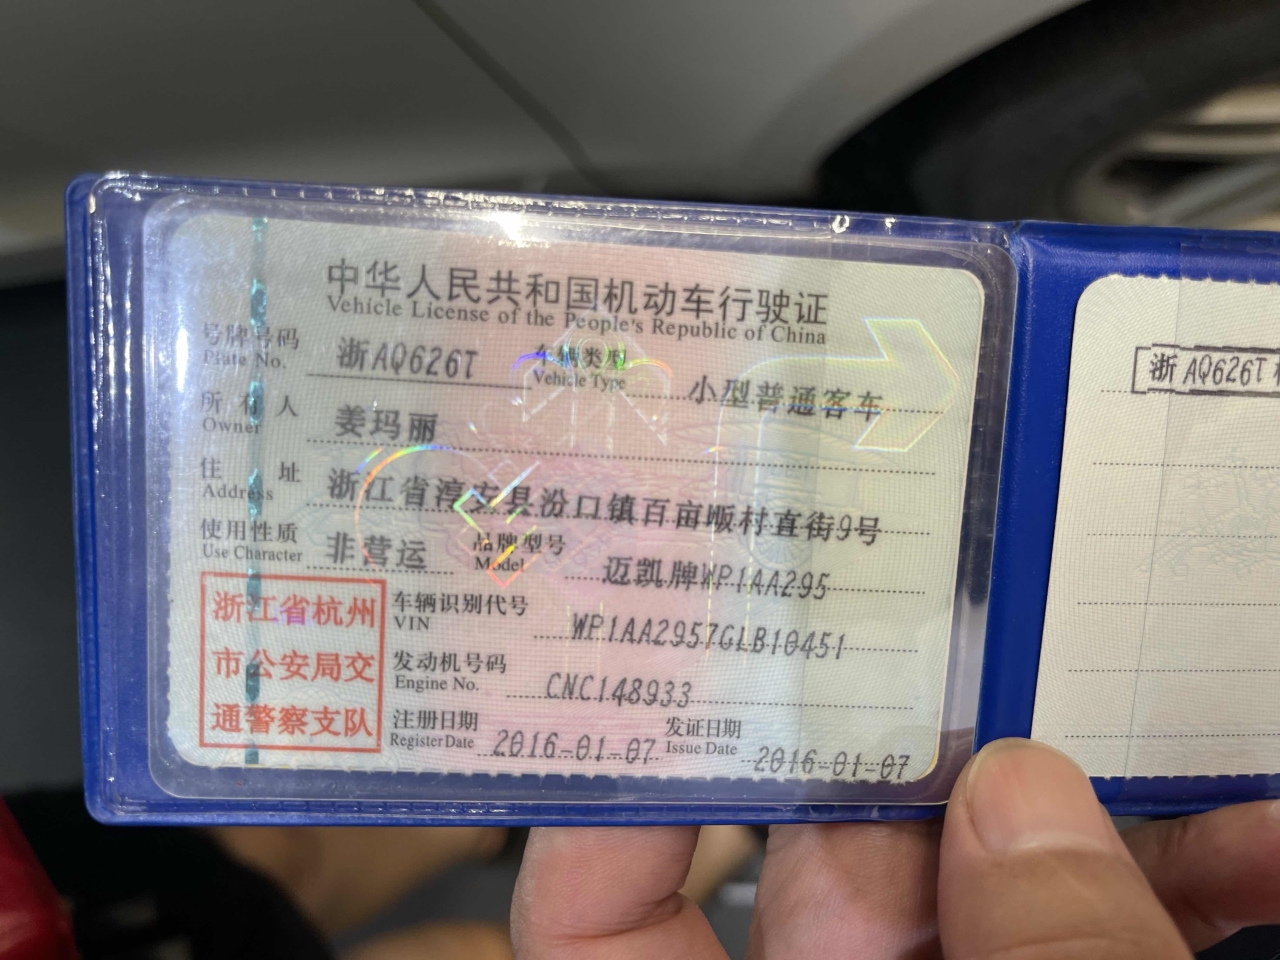 中华人民共和国机动车行驶证
Vehicle License of the People's Republic of China
号牌号码 浙AQ626T 车辆类型 小型普通客车
Plate No. Vehicle Type
所有人 姜玛丽
Owner
住址 浙江省淳安县汾口镇百亩畈村直街9号
Address
使用性质 非营运 品牌型号 迈凯牌WP1AA295
Use Character Model
浙江省杭州
市公安局交
通警察支队
车辆识别代号 WP1AA2957GLB10451
VIN
发动机号码 CNC148933
Engine No.
注册日期 2016-01-07 发证日期 2016-01-07
Register Date Issue Date
浙AQ626T